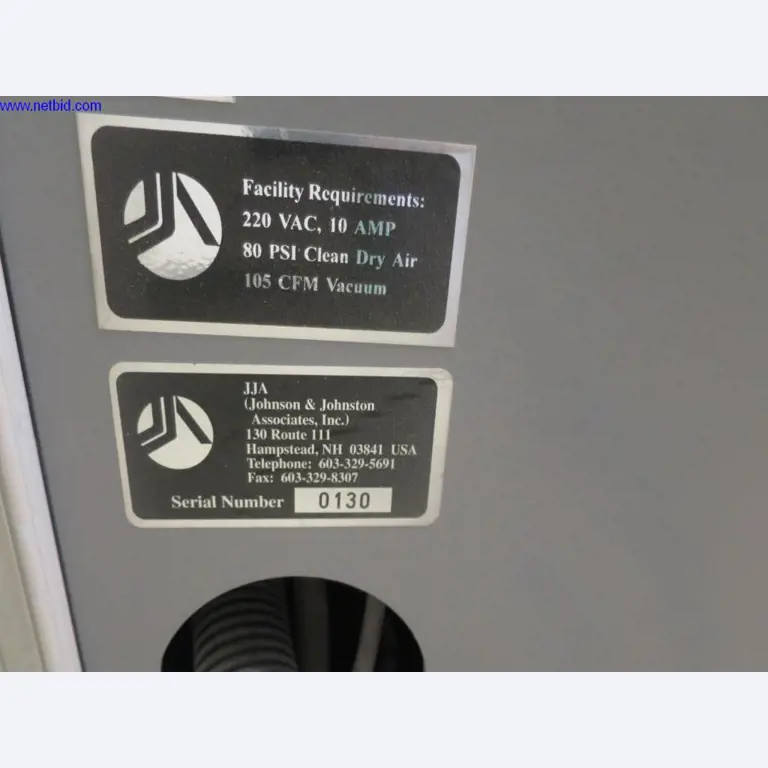 www.netbid.com
Facility Requirements:
220 VAC, 10 AMP
80 PSI Clean Dry Air
105 CFM Vacuum
JJA
(Johnson & Johnston
Associates, Inc.)
130 Route 111
Hampstead, NH 03841 USA
Telephone: 603-329-5691
Fax: 603-329-8307
Serial Number 0130